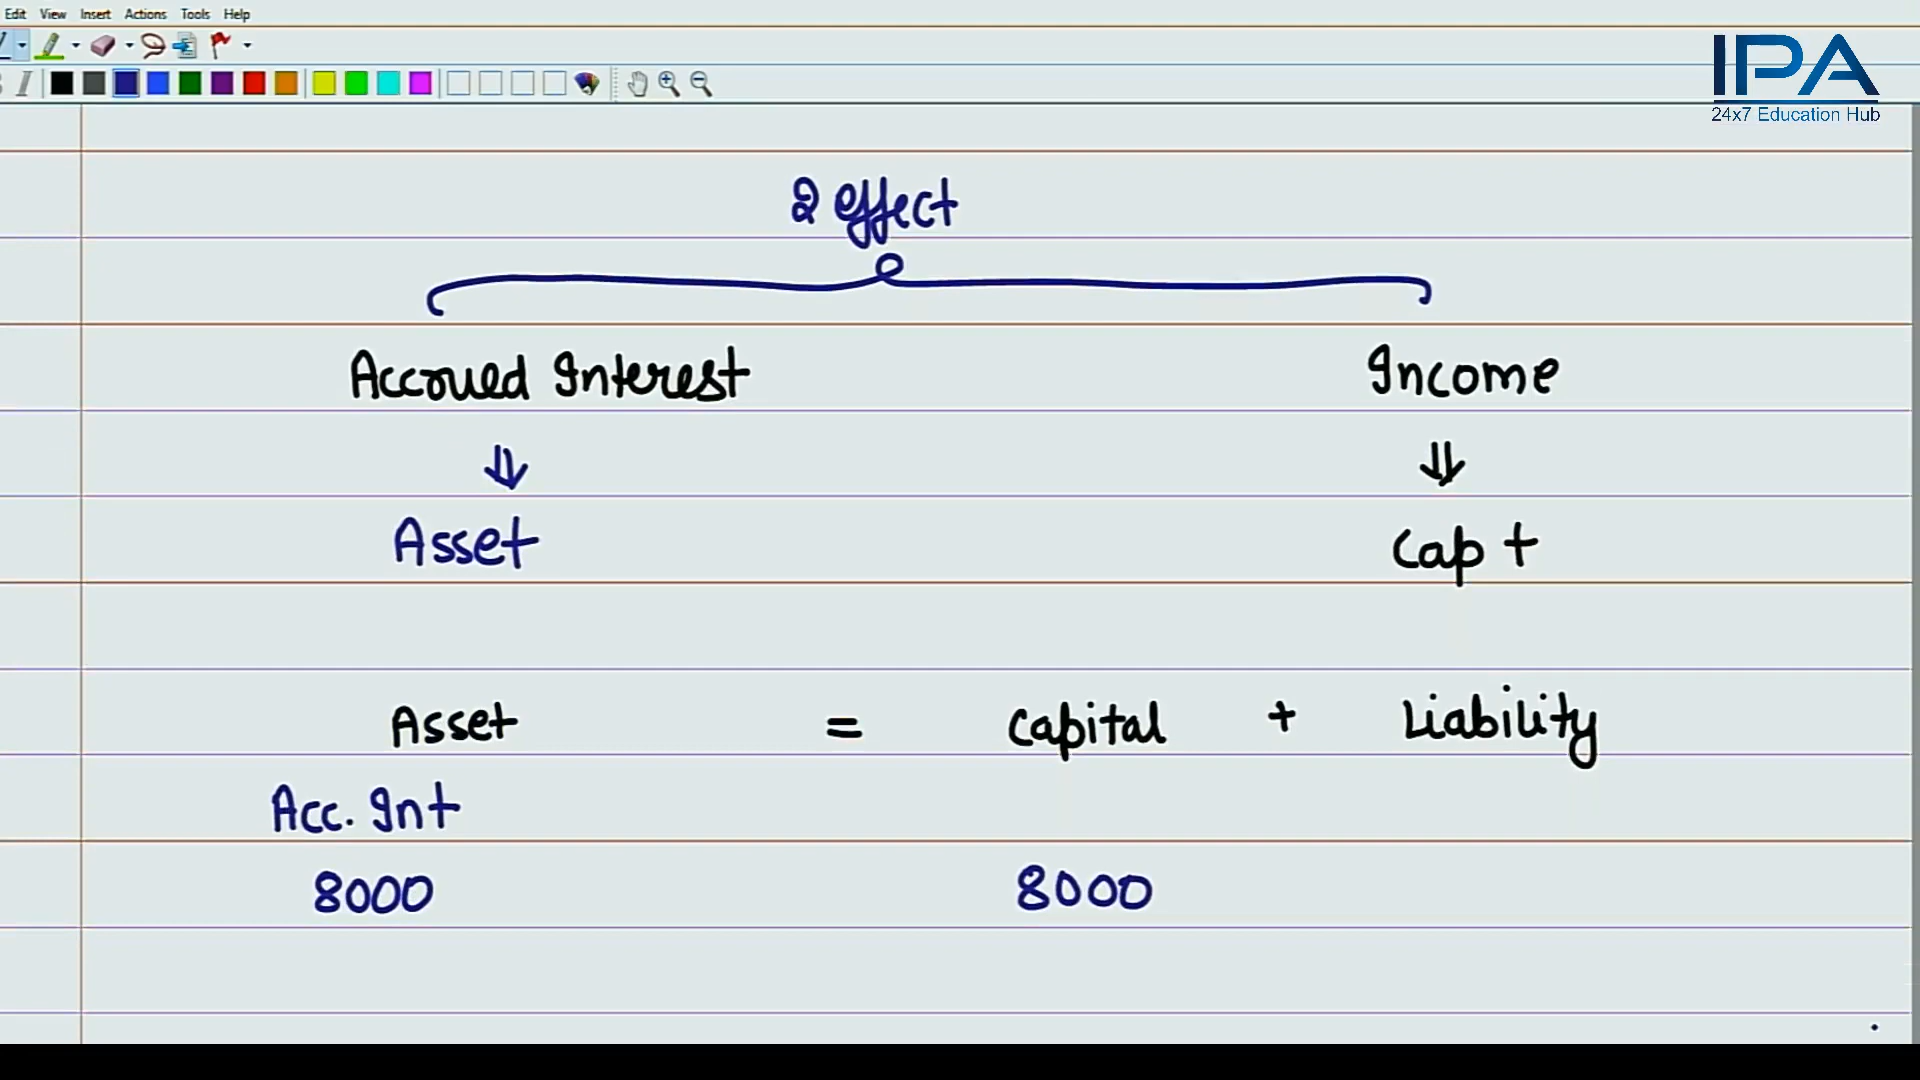 Edit View Insert Actions Tools Help
IPA
24x7 Education Hub
2 effect
Accrued Interest Income
⇓ ⇓
Asset Cap +
Asset = Capital + Liability
Acc. Int
8000 8000